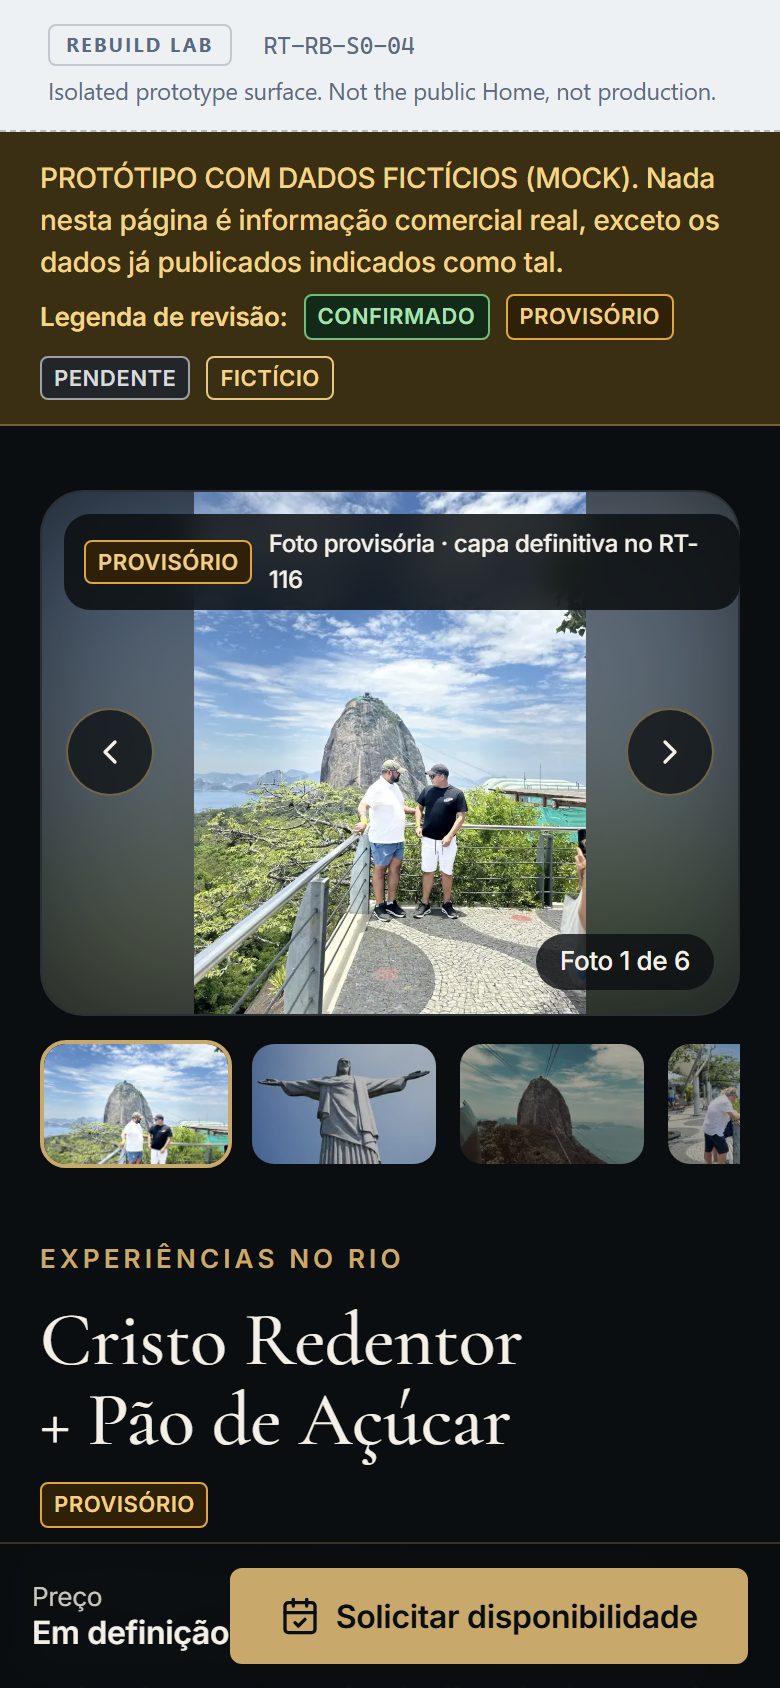 REBUILD LAB RT-RB-S0-04
Isolated prototype surface. Not the public Home, not production.
PROTÓTIPO COM DADOS FICTÍCIOS (MOCK). Nada
nesta página é informação comercial real, exceto os
dados já publicados indicados como tal.
Legenda de revisão: CONFIRMADO PROVISÓRIO
PENDENTE FICTÍCIO
PROVISÓRIO Foto provisória · capa definitiva no RT-
116
Foto 1 de 6
EXPERIÊNCIAS NO RIO
Cristo Redentor
+ Pão de Açúcar
PROVISÓRIO
Preço
Em definição
Solicitar disponibilidade